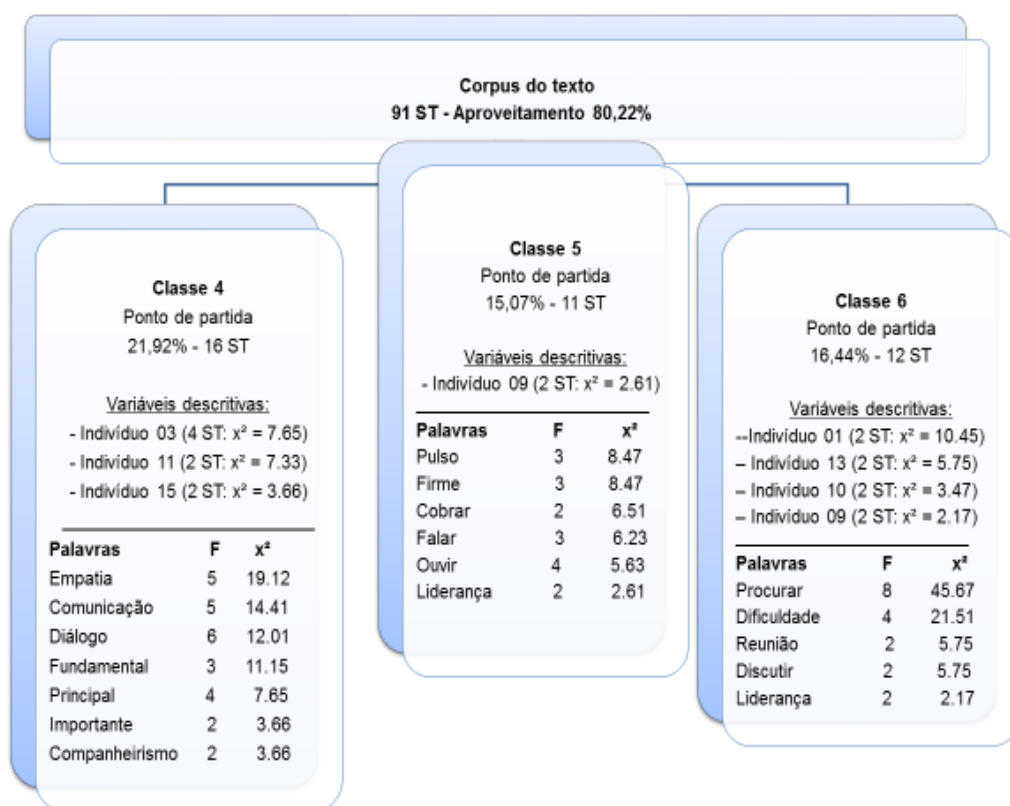 Corpus do texto
91 ST - Aproveitamento 80,22%
Classe 4
Ponto de partida
21,92% - 16 ST
Variáveis descritivas:
- Indivíduo 03 (4 ST: x² = 7.65)
- Indivíduo 11 (2 ST: x² = 7.33)
- Indivíduo 15 (2 ST: x² = 3.66)
Palavras F x²
Empatia 5 19.12
Comunicação 5 14.41
Diálogo 6 12.01
Fundamental 3 11.15
Principal 4 7.65
Importante 2 3.66
Companheirismo 2 3.66
Classe 5
Ponto de partida
15,07% - 11 ST
Variáveis descritivas:
- Indivíduo 09 (2 ST: x² = 2.61)
Palavras F x²
Pulso 3 8.47
Firme 3 8.47
Cobrar 2 6.51
Falar 3 6.23
Ouvir 4 5.63
Liderança 2 2.61
Classe 6
Ponto de partida
16,44% - 12 ST
Variáveis descritivas:
--Indivíduo 01 (2 ST: x² = 10.45)
– Indivíduo 13 (2 ST: x² = 5.75)
– Indivíduo 10 (2 ST: x² = 3.47)
– Indivíduo 09 (2 ST: x² = 2.17)
Palavras F x²
Procurar 8 45.67
Dificuldade 4 21.51
Reunião 2 5.75
Discutir 2 5.75
Liderança 2 2.17